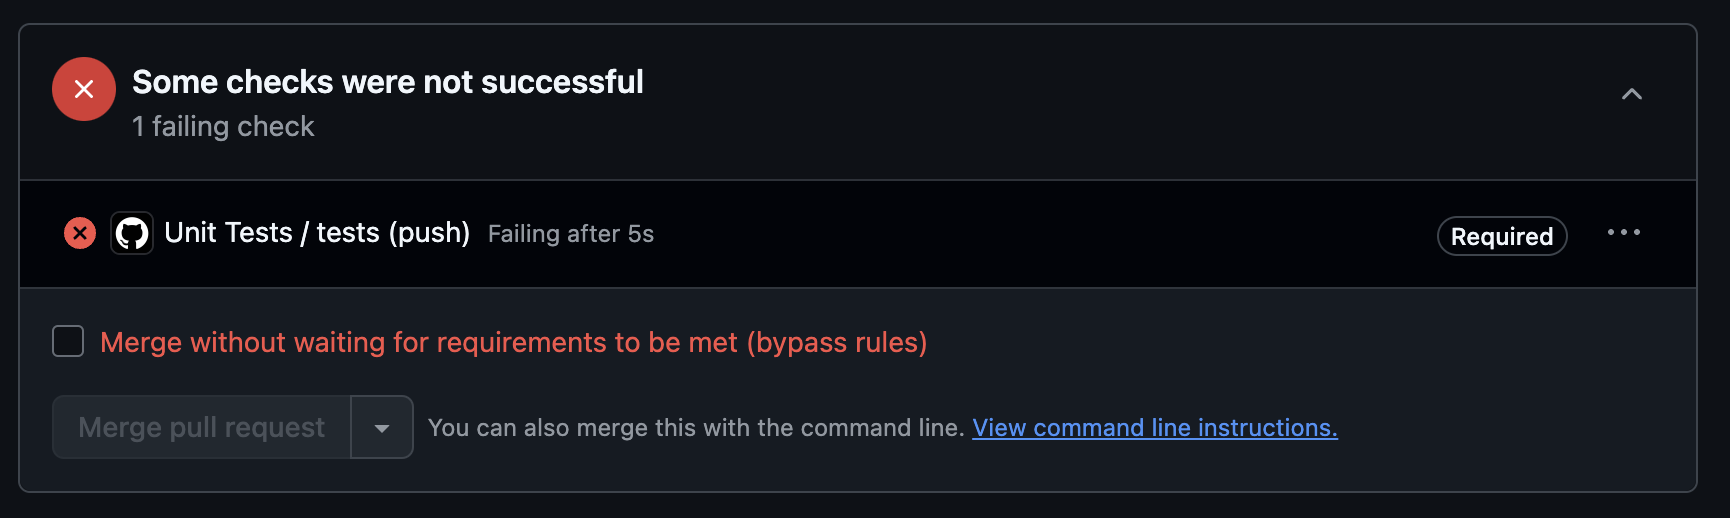 Some checks were not successful
1 failing check
Unit Tests / tests (push) Failing after 5s Required
Merge without waiting for requirements to be met (bypass rules)
Merge pull request You can also merge this with the command line. View command line instructions.